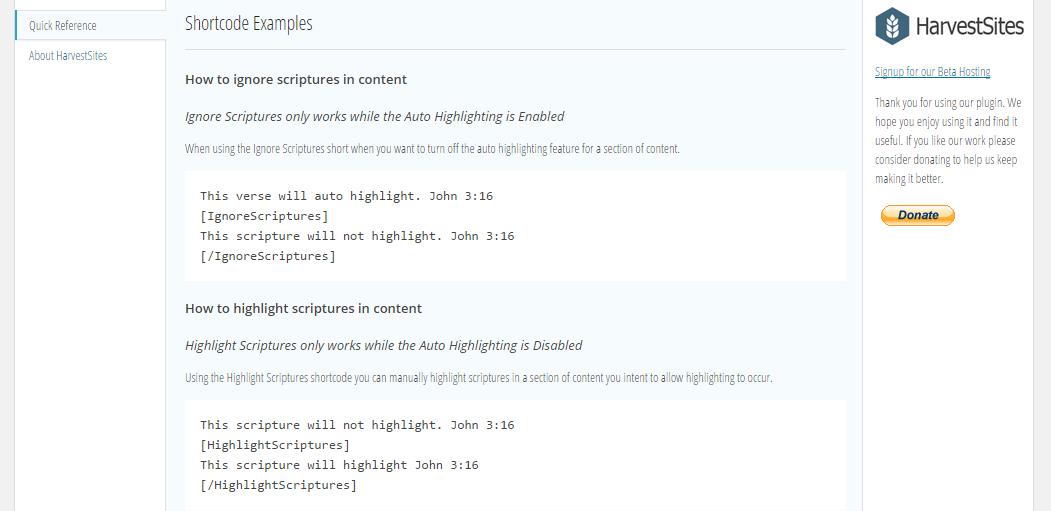 Quick Reference
About HarvestSites
Shortcode Examples
How to ignore scriptures in content
Ignore Scriptures only works while the Auto Highlighting is Enabled
When using the Ignore Scriptures short when you want to turn off the auto highlighting feature for a section of content.
This verse will auto highlight. John 3:16
[IgnoreScriptures]
This scripture will not highlight. John 3:16
[/IgnoreScriptures]
How to highlight scriptures in content
Highlight Scriptures only works while the Auto Highlighting is Disabled
Using the Highlight Scriptures shortcode you can manually highlight scriptures in a section of content you intent to allow highlighting to occur.
This scripture will not highlight. John 3:16
[HighlightScriptures]
This scripture will highlight John 3:16
[/HighlightScriptures]
HarvestSites
Signup for our Beta Hosting
Thank you for using our plugin. We
hope you enjoy using it and find it
useful. If you like our work please
consider donating to help us keep
making it better.
Donate